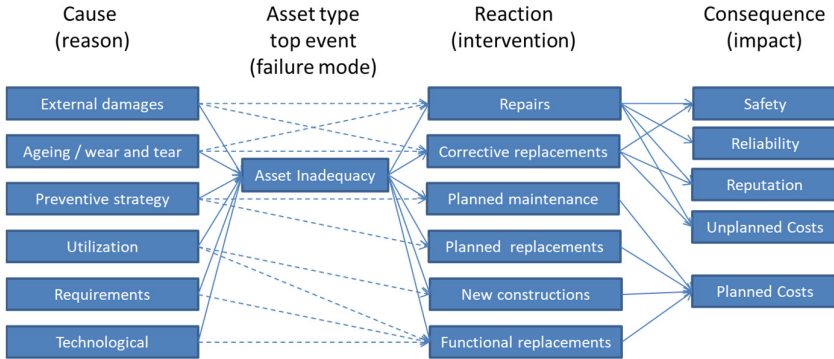 Cause
(reason)
Asset type
top event
(failure mode)
Reaction
(intervention)
Consequence
(impact)
External damages
Ageing / wear and tear
Preventive strategy
Utilization
Requirements
Technological
Asset Inadequacy
Repairs
Corrective replacements
Planned maintenance
Planned replacements
New constructions
Functional replacements
Safety
Reliability
Reputation
Unplanned Costs
Planned Costs